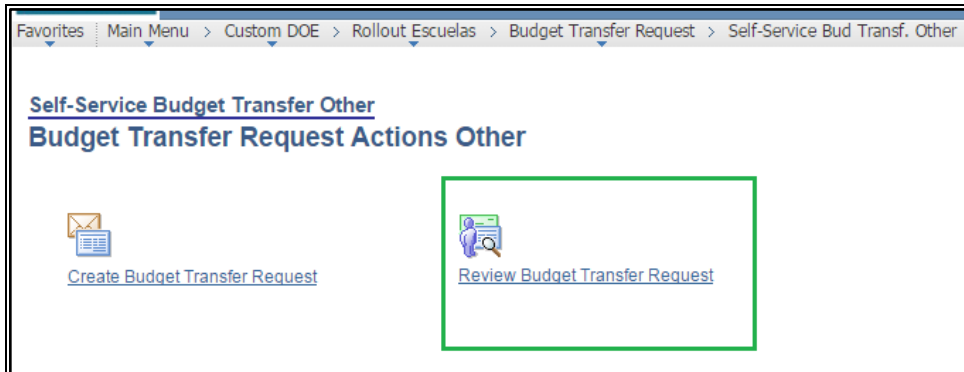 Favorites Main Menu > Custom DOE > Rollout Escuelas > Budget Transfer Request > Self-Service Bud Transf. Other
Self-Service Budget Transfer Other
Budget Transfer Request Actions Other
Create Budget Transfer Request
Review Budget Transfer Request